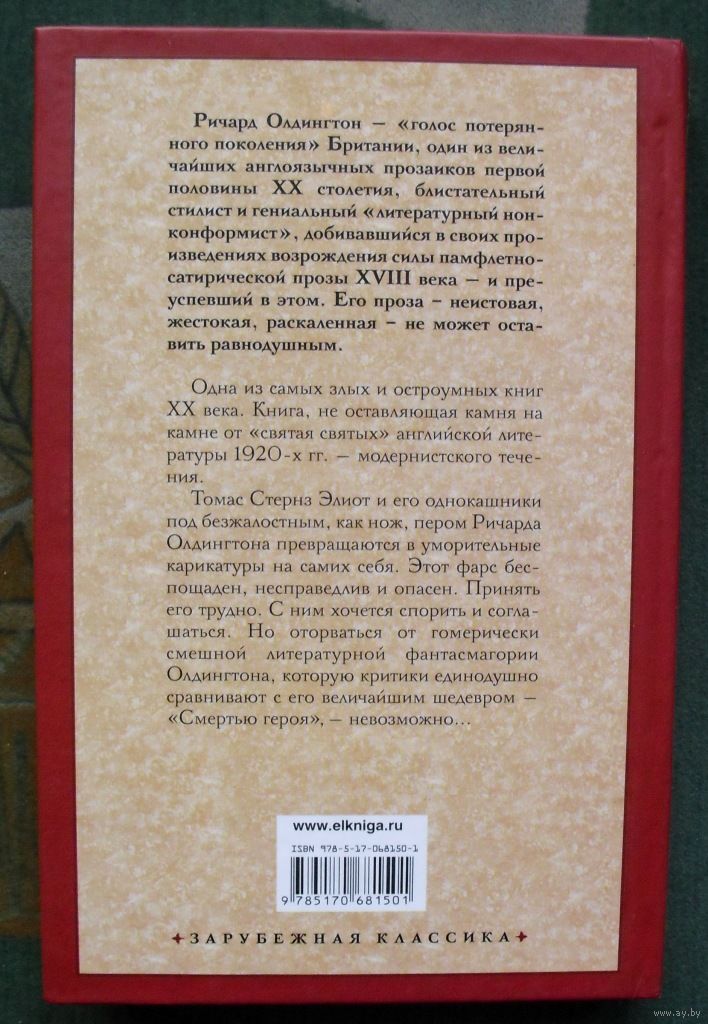 Ричард Олдингтон — «голос потерян-
ного поколения» Британии, один из вели-
чайших англоязычных прозаиков первой
половины XX столетия, блистательный
стилист и гениальный «литературный нон-
конформист», добивавшийся в своих про-
изведениях возрождения силы памфлетно-
сатирической прозы XVIII века — и пре-
успевший в этом. Его проза – неистовая,
жестокая, раскаленная – не может оста-
вить равнодушным.
Одна из самых злых и остроумных книг
XX века. Книга, не оставляющая камня на
камне от «святая святых» английской лите-
ратуры 1920-х гг. — модернистского тече-
ния.
Томас Стернз Элиот и его однокашники
под безжалостным, как нож, пером Ричарда
Олдингтона превращаются в уморительные
карикатуры на самих себя. Этот фарс бес-
пощаден, несправедлив и опасен. Принять
его трудно. С ним хочется спорить и согла-
шаться. Но оторваться от гомерически
смешной литературной фантасмагории
Олдингтона, которую критики единодушно
сравнивают с его величайшим шедевром —
«Смертью героя», — невозможно...
www.elkniga.ru
ISBN 978-5-17-068150-1
9 785170 681501
ЗАРУБЕЖНАЯ КЛАССИКА
www.ay.by